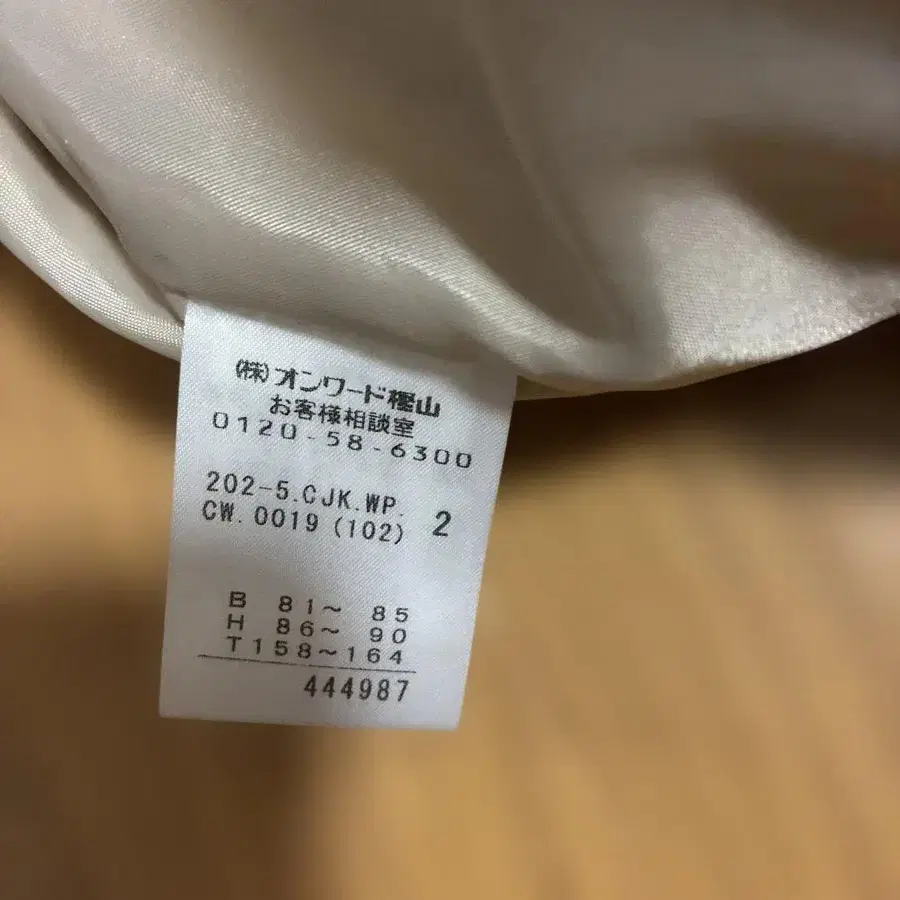 (株)オンワード樫山
お客様相談室
0120-58-6300
202-5.CJK.WP. 2
CW.0019(102)
B 81～ 85
H 86～ 90
T158～164
444987